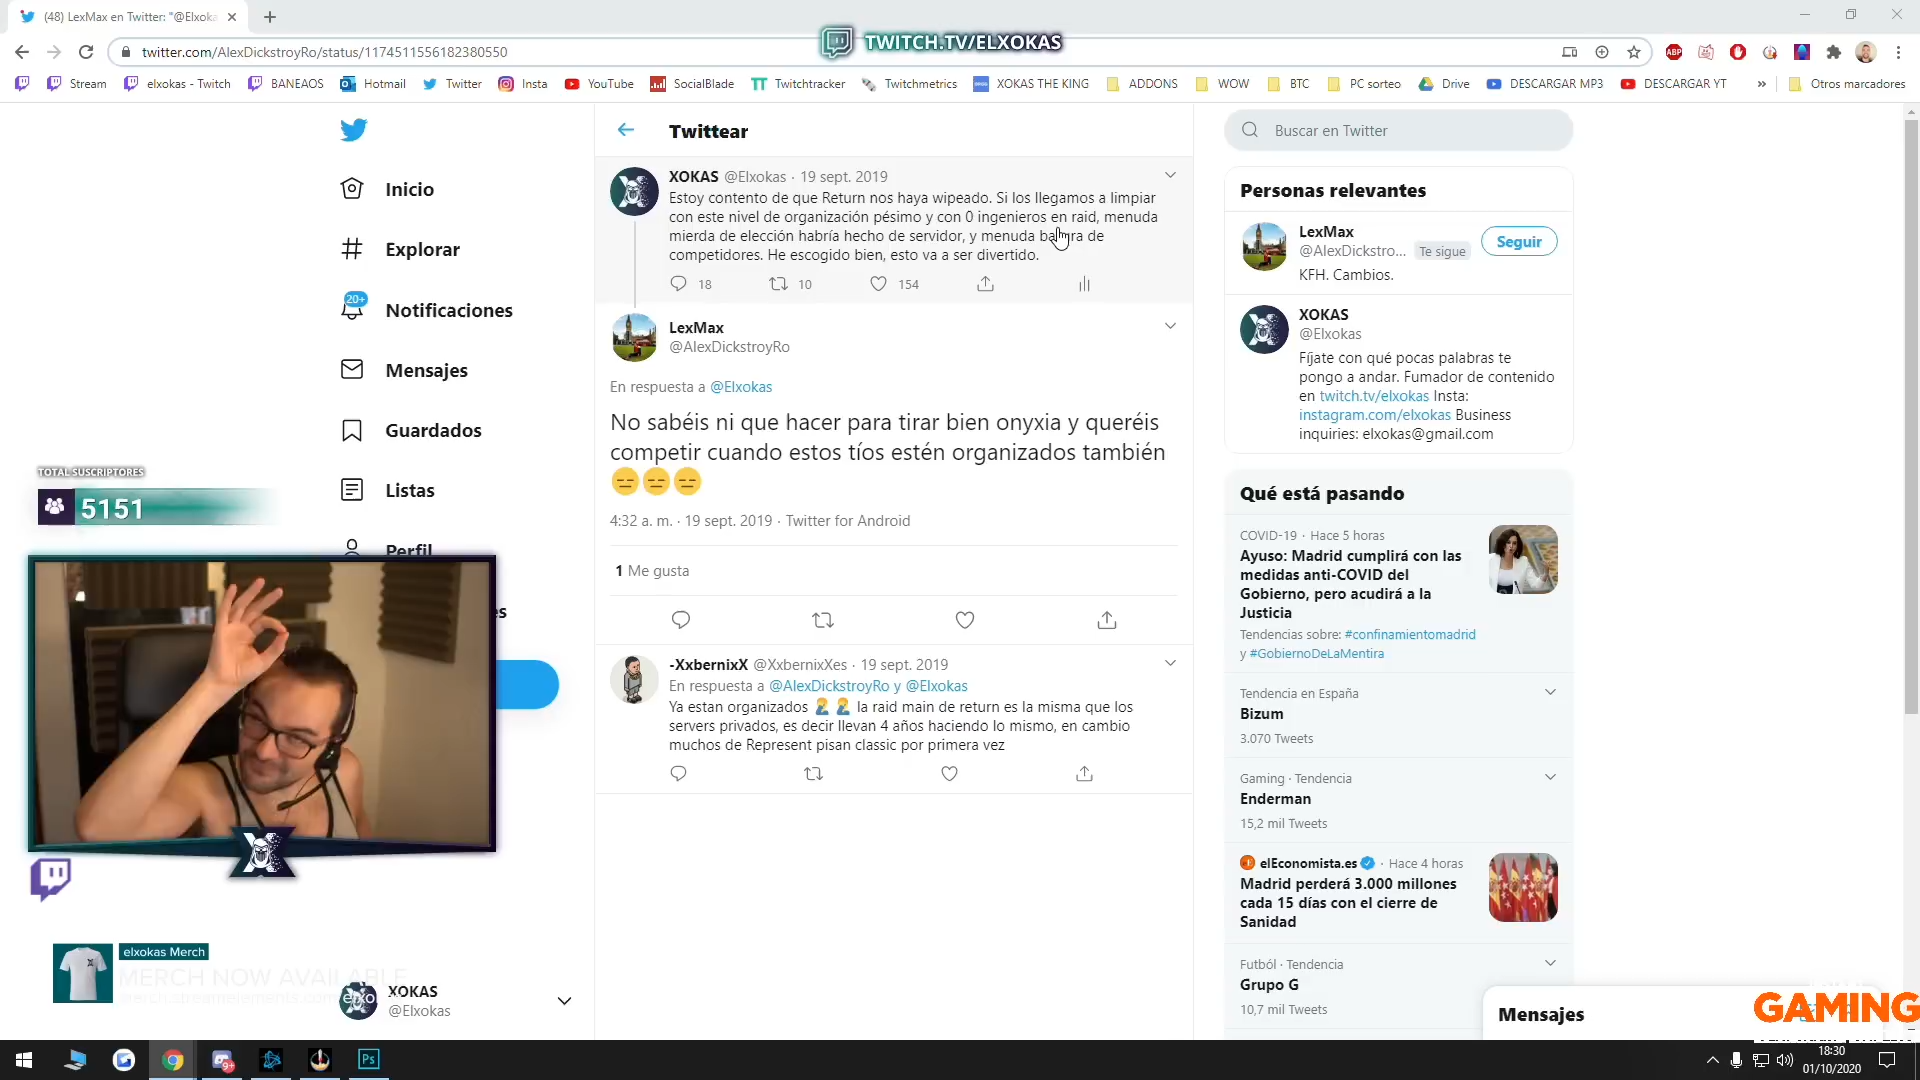 (48) LexMax en Twitter: "@Elxoka
twitter.com/AlexDickstroyRo/status/1174511556182380550
TWITCH.TV/ELXOKAS
ABP
Stream
elxokas - Twitch
BANEAOS
Hotmail
Twitter
Insta
YouTube
SocialBlade
Twitchtracker
Twitchmetrics
XOKAS THE KING
ADDONS
WOW
BTC
PC sorteo
Drive
DESCARGAR MP3
DESCARGAR YT
»
Otros marcadores
Inicio
Explorar
20+
Notificaciones
Mensajes
Guardados
Listas
Perfil
es
TOTAL SUSCRIPTORES
5151
elxokas Merch
MERCH NOW AVAILABLE
XOKAS
@Elxokas
Twittear
XOKAS @Elxokas · 19 sept. 2019
Estoy contento de que Return nos haya wipeado. Si los llegamos a limpiar
con este nivel de organización pésimo y con 0 ingenieros en raid, menuda
mierda de elección habría hecho de servidor, y menuda basura de
competidores. He escogido bien, esto va a ser divertido.
18
10
154
LexMax
@AlexDickstroyRo
En respuesta a @Elxokas
No sabéis ni que hacer para tirar bien onyxia y queréis
competir cuando estos tíos estén organizados también
😑😑😑
4:32 a. m. · 19 sept. 2019 · Twitter for Android
1 Me gusta
-XxbernixX @XxbernixXes · 19 sept. 2019
En respuesta a @AlexDickstroyRo y @Elxokas
Ya estan organizados 🤦‍♂️ 🤦‍♂️ la raid main de return es la misma que los
servers privados, es decir llevan 4 años haciendo lo mismo, en cambio
muchos de Represent pisan classic por primera vez
Buscar en Twitter
Personas relevantes
LexMax
@AlexDickstro... Te sigue
Seguir
KFH. Cambios.
XOKAS
@Elxokas
Fíjate con qué pocas palabras te
pongo a andar. Fumador de contenido
en twitch.tv/elxokas Insta:
instagram.com/elxokas Business
inquiries: elxokas@gmail.com
Qué está pasando
COVID-19 · Hace 5 horas
Ayuso: Madrid cumplirá con las
medidas anti-COVID del
Gobierno, pero acudirá a la
Justicia
Tendencias sobre: #confinamientomadrid
y #GobiernoDeLaMentira
Tendencia en España
Bizum
3.070 Tweets
Gaming · Tendencia
Enderman
15,2 mil Tweets
elEconomista.es · Hace 4 horas
Madrid perderá 3.000 millones
cada 15 días con el cierre de
Sanidad
Futból · Tendencia
Grupo G
10,7 mil Tweets
Mensajes
GAMING
Ps
9+
18:30
01/10/2020